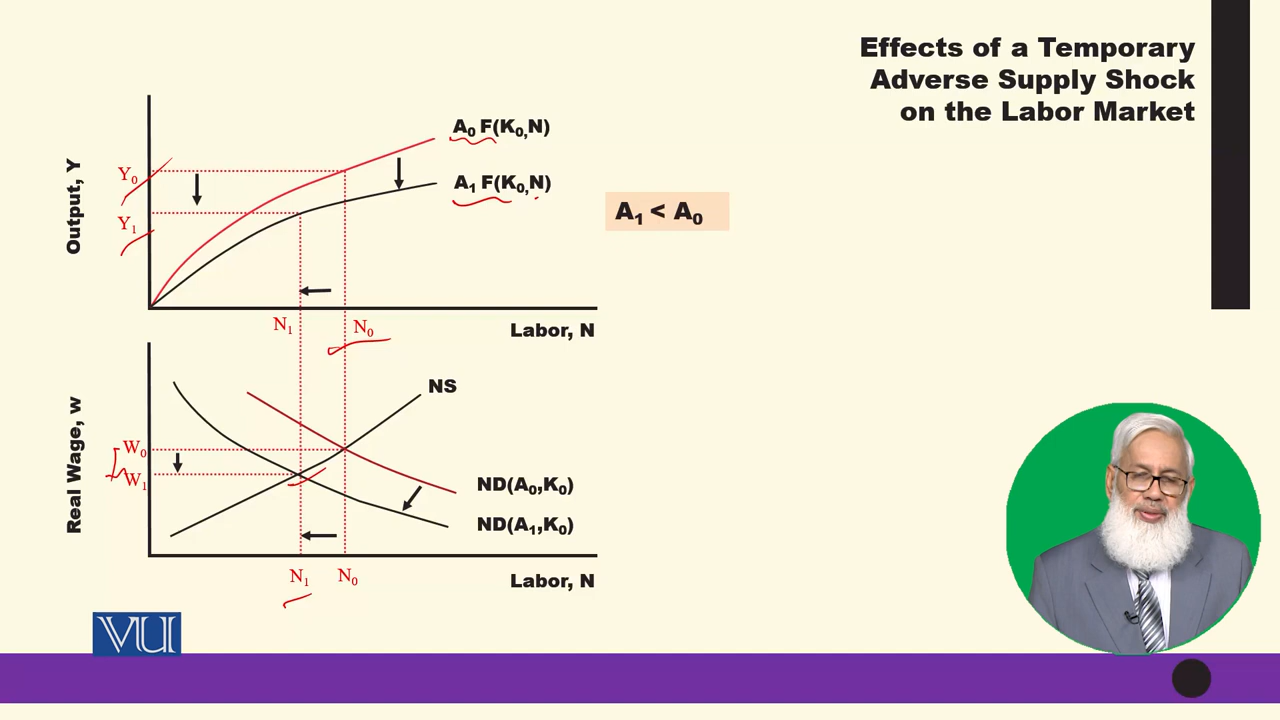 Effects of a Temporary
Adverse Supply Shock
on the Labor Market
A₀ F(K₀,N)
Y₀
Output, Y
A₁ F(K₀,N)
A₁ < A₀
Y₁
N₁
N₀
Labor, N
NS
Real Wage, w
W₀
W₁
ND(A₀,K₀)
ND(A₁,K₀)
N₁
N₀
Labor, N
VU